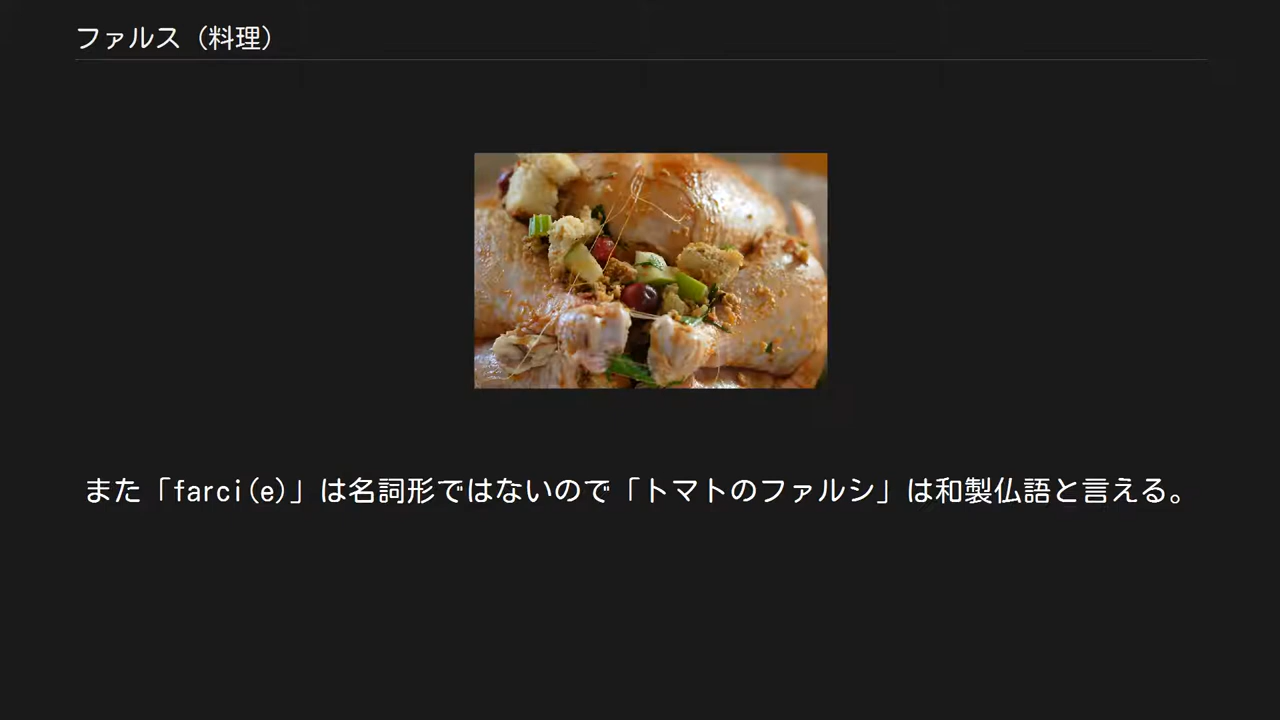 ファルス（料理）
また「farci(e)」は名詞形ではないので「トマトのファルシ」は和製仏語と言える。